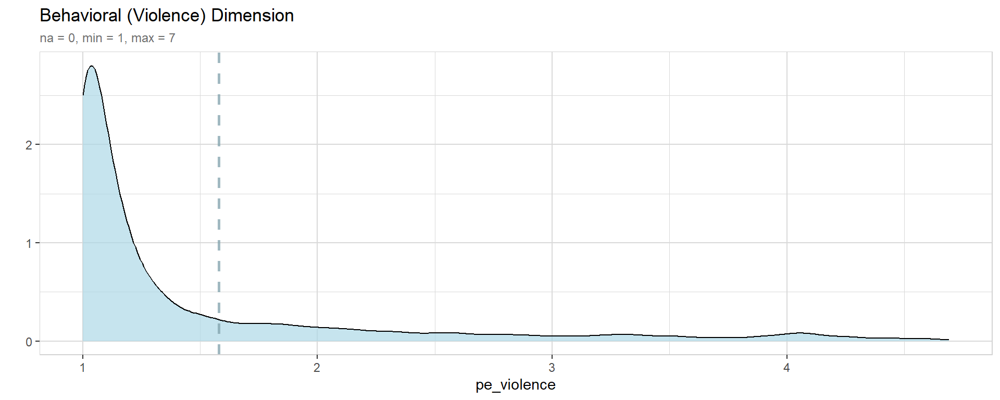 Behavioral (Violence) Dimension
na = 0, min = 1, max = 7
2
1
0
1 2 3 4
pe_violence